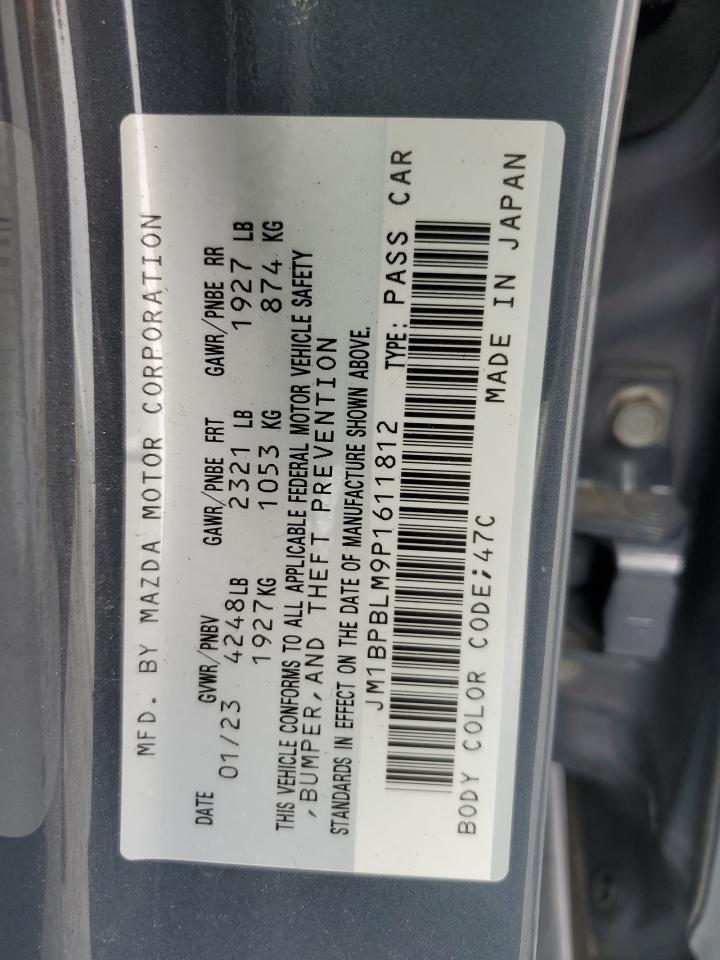 MFD. BY MAZDA MOTOR CORPORATION
DATE GVWR/PNBV GAWR/PNBE FRT GAWR/PNBE RR
01/23 4248LB 2321 LB 1927 LB
1927KG 1053 KG 874 KG
THIS VEHICLE CONFORMS TO ALL APPLICABLE FEDERAL MOTOR VEHICLE SAFETY
,BUMPER,AND THEFT PREVENTION
STANDARDS IN EFFECT ON THE DATE OF MANUFACTURE SHOWN ABOVE.
JM1BPBLM9P1611812 TYPE: PASS CAR
BODY COLOR CODE;47C MADE IN JAPAN